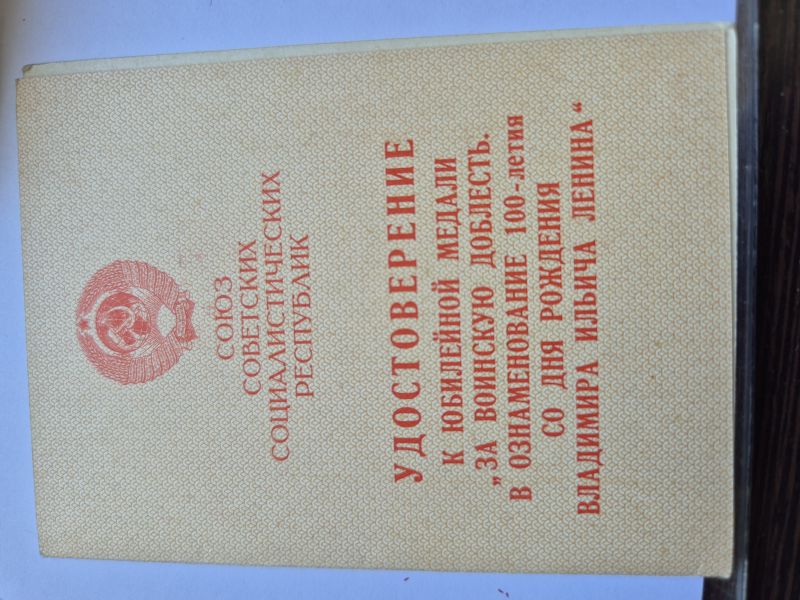 СОЮЗ
СОВЕТСКИХ
СОЦИАЛИСТИЧЕСКИХ
РЕСПУБЛИК
УДОСТОВЕРЕНИЕ
К ЮБИЛЕЙНОЙ МЕДАЛИ
„ЗА ВОИНСКУЮ ДОБЛЕСТЬ.
В ОЗНАМЕНОВАНИЕ 100-летия
СО ДНЯ РОЖДЕНИЯ
ВЛАДИМИРА ИЛЬИЧА ЛЕНИНА“